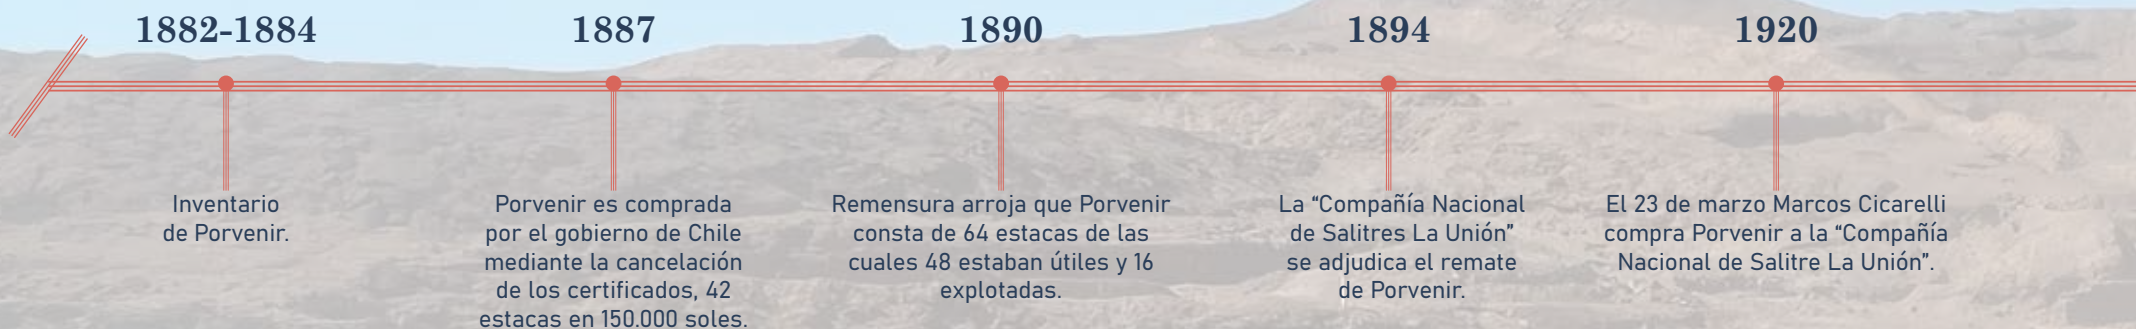 1882-1884
Inventario
de Porvenir.
1887
Porvenir es comprada
por el gobierno de Chile
mediante la cancelación
de los certificados, 42
estacas en 150.000 soles.
1890
Remensura arroja que Porvenir
consta de 64 estacas de las
cuales 48 estaban útiles y 16
explotadas.
1894
La “Compañía Nacional
de Salitres La Unión”
se adjudica el remate
de Porvenir.
1920
El 23 de marzo Marcos Cicarelli
compra Porvenir a la “Compañía
Nacional de Salitre La Unión”.